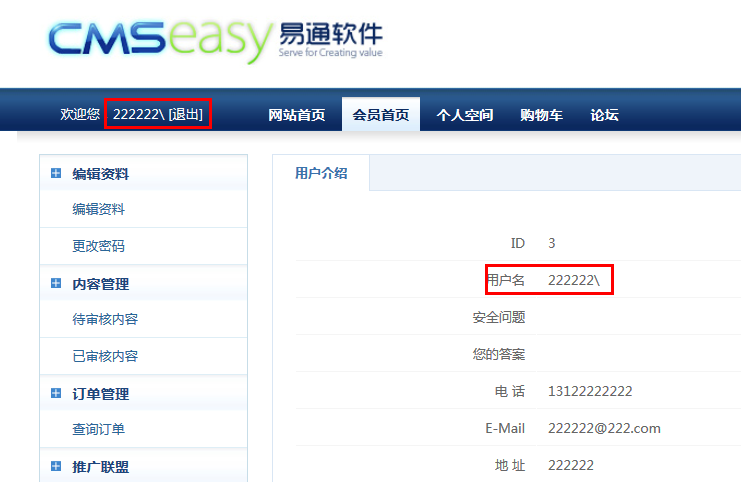 CMSeasy 易通软件
Serve for Creating value
欢迎您 222222\ [退出] 网站首页 会员首页 个人空间 购物车 论坛
编辑资料
编辑资料
更改密码
内容管理
待审核内容
已审核内容
订单管理
查询订单
推广联盟
用户介绍
ID 3
用户名 222222\
安全问题
您的答案
电 话 13122222222
E-Mail 222222@222.com
地 址 222222